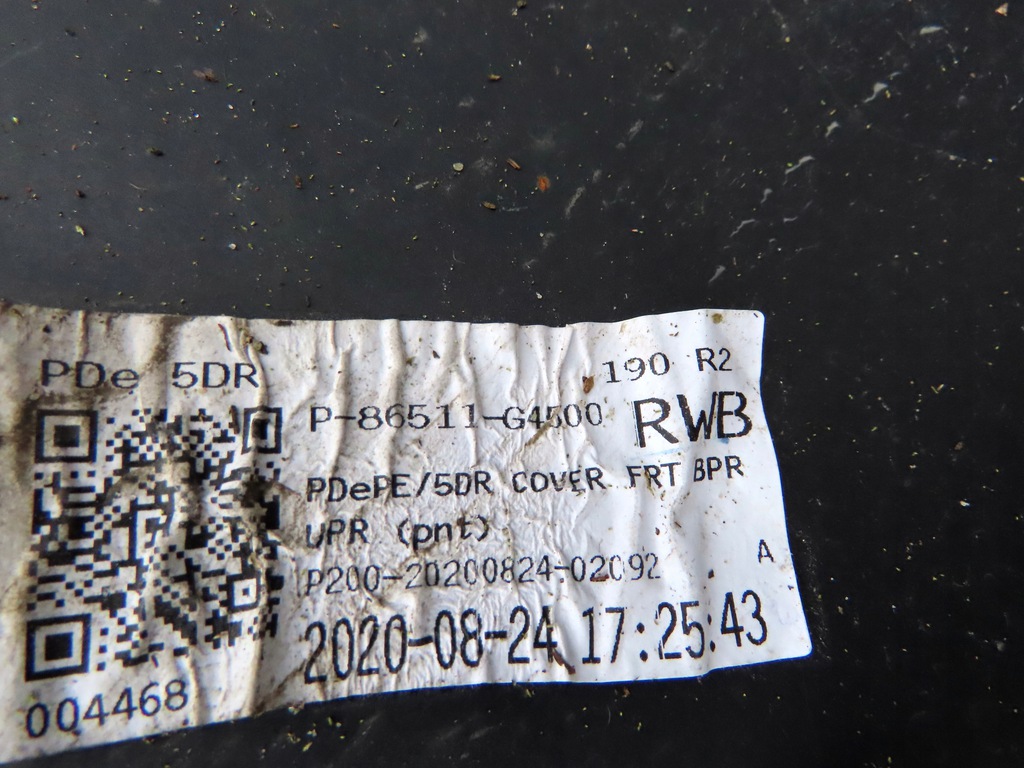 PDe 5DR
190 R2
P-86511-G4500
RWB
PDePE/5DR COVER FRT BPR
UPR (pnt)
P200-20200824-02092
A
2020-08-24 17:25:43
004468